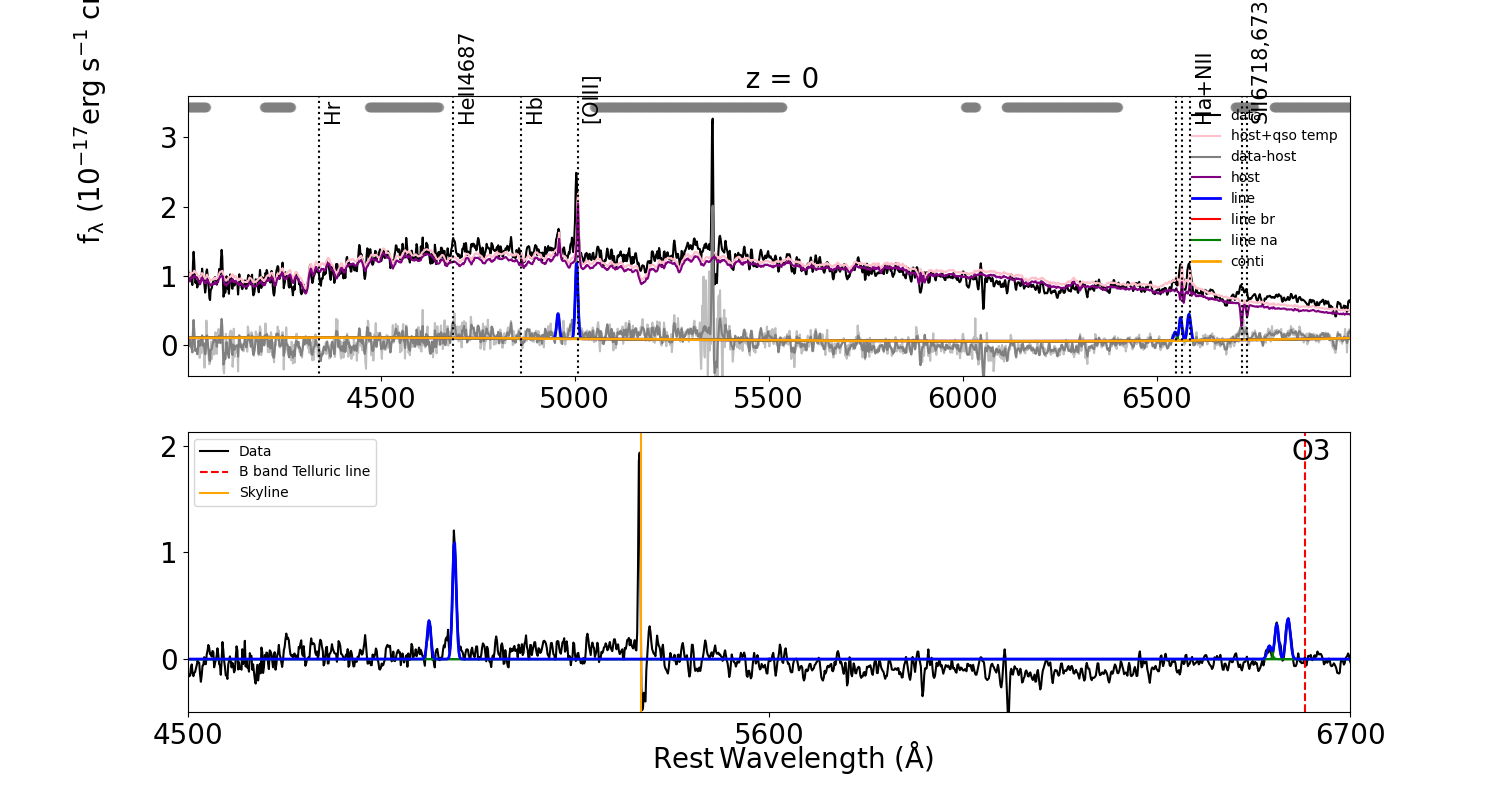 z = 0
fλ (10−17erg s−1 c
Hr
HeII4687
Hb
[OIII]
Ha+NII
SII6718,673
data
host+qso temp
data-host
host
line
line br
line na
conti
3
2
1
0
4500 5000 5500 6000 6500
Data
B band Telluric line
Skyline
O3
2
1
0
4500 5600 6700
Rest Wavelength (Å)